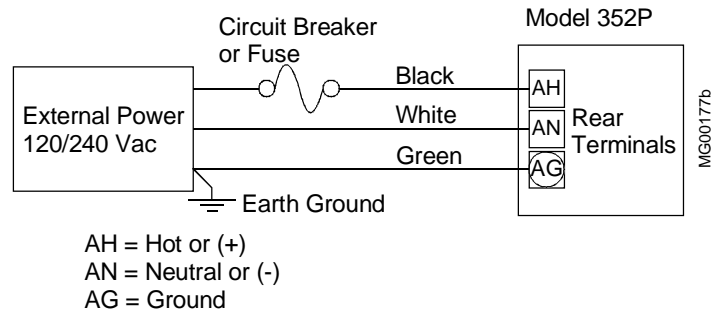 Model 352P
Circuit Breaker
or Fuse
Black
AH
External Power
120/240 Vac
White
AN
Rear
Terminals
Green
AG
Earth Ground
MG00177b
AH = Hot or (+)
AN = Neutral or (-)
AG = Ground